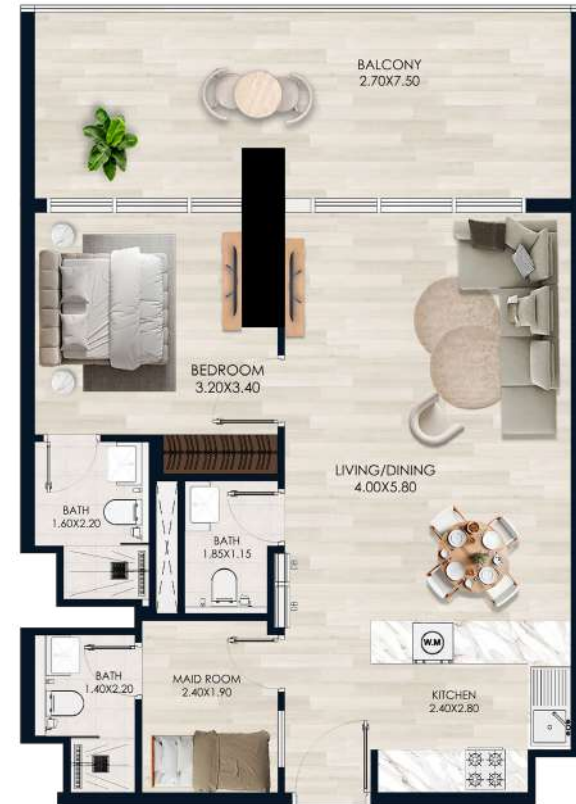 BALCONY
2.70X7.50
BEDROOM
3.20X3.40
LIVING/DINING
4.00X5.80
BATH
1.60X2.20
BATH
1.85X1.15
W.M
BATH
1.40X2.20
MAID ROOM
2.40X1.90
KITCHEN
2.40X2.80